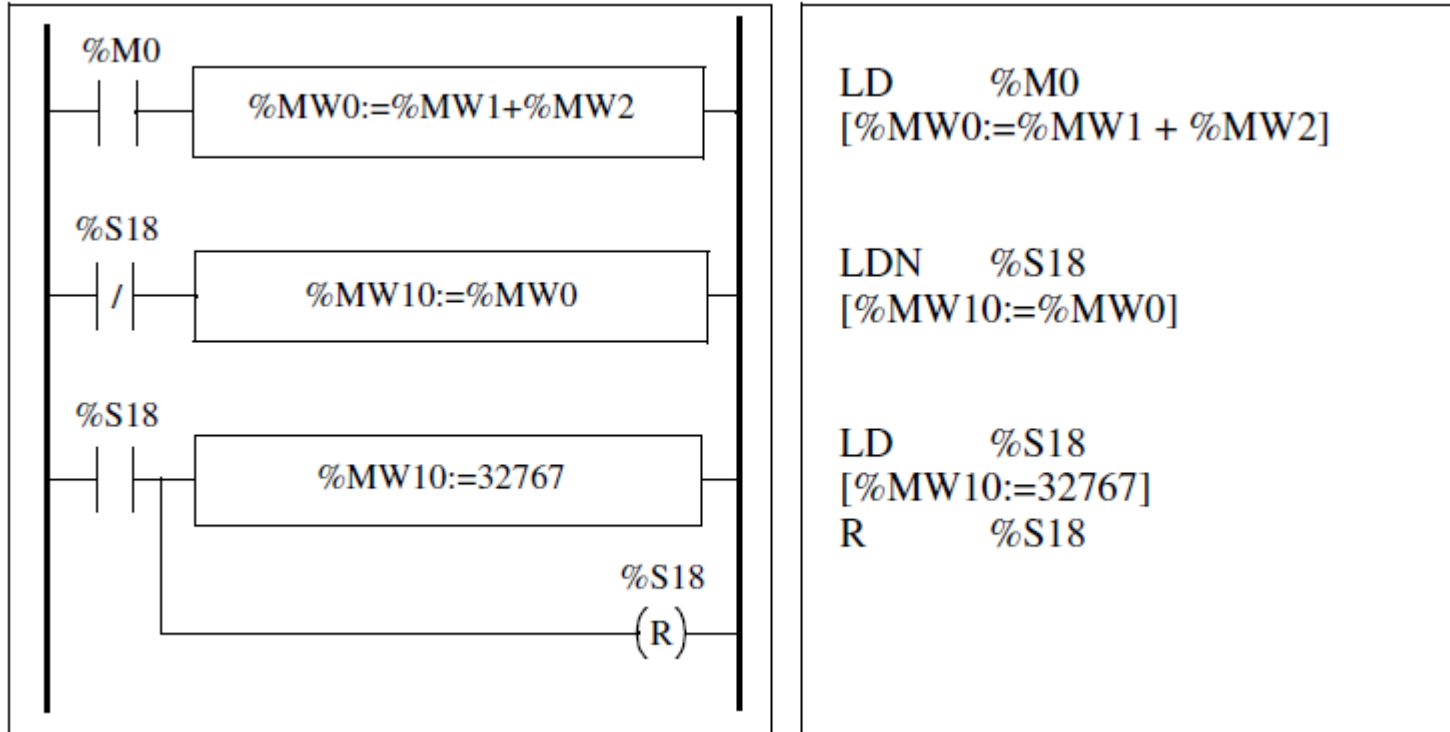 %M0
%MW0:=%MW1+%MW2
%S18
/
%MW10:=%MW0
%S18
%MW10:=32767
%S18
(R)
LD %M0
[%MW0:=%MW1 + %MW2]
LDN %S18
[%MW10:=%MW0]
LD %S18
[%MW10:=32767]
R %S18